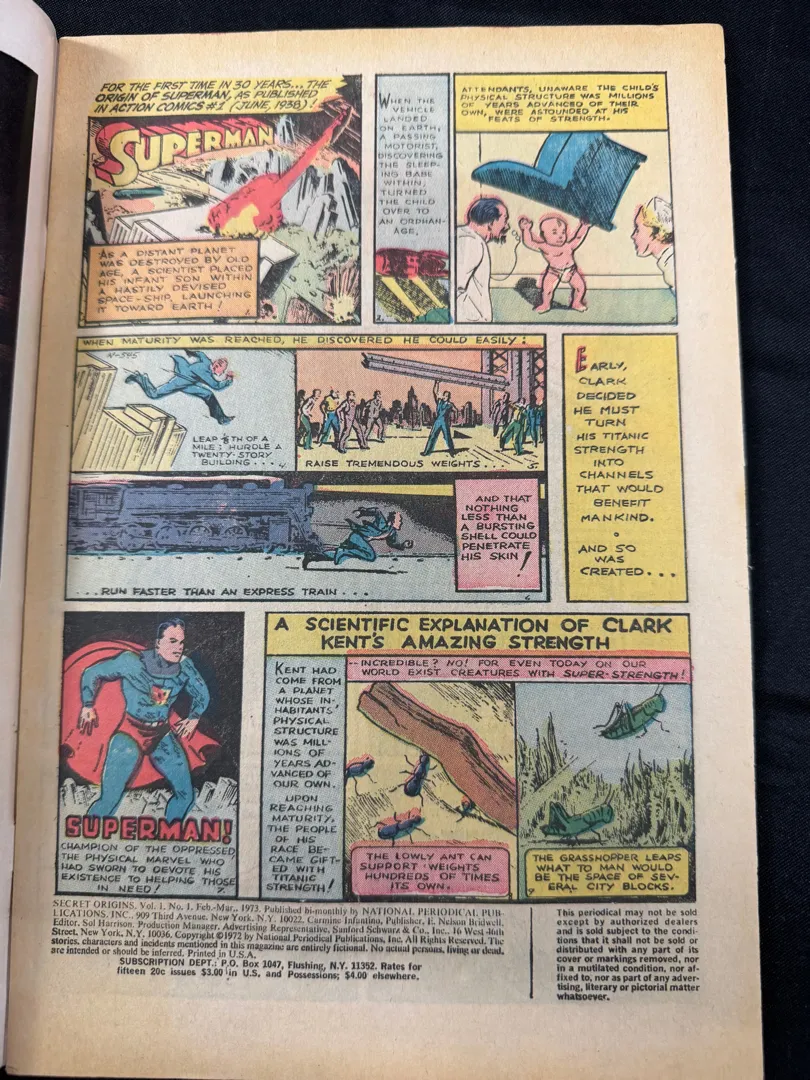 FOR THE FIRST TIME IN 30 YEARS... THE
ORIGIN OF SUPERMAN, AS PUBLISHED
IN ACTION COMICS #1 (JUNE, 1938)!
SUPERMAN
AS A DISTANT PLANET
WAS DESTROYED BY OLD
AGE, A SCIENTIST PLACED
HIS INFANT SON WITHIN
A HASTILY DEVISED
SPACE-SHIP, LAUNCHING
IT TOWARD EARTH!
WHEN THE
VEHICLE
LANDED
ON EARTH,
A PASSING
MOTORIST,
DISCOVERING
THE SLEEP-
ING BABE
WITHIN,
TURNED
THE CHILD
OVER TO
AN ORPHAN-
AGE.
ATTENDANTS, UNAWARE THE CHILD'S
PHYSICAL STRUCTURE WAS MILLIONS
OF YEARS ADVANCED OF THEIR
OWN, WERE ASTOUNDED AT HIS
FEATS OF STRENGTH.
WHEN MATURITY WAS REACHED, HE DISCOVERED HE COULD EASILY:
N-545
LEAP 1/8TH OF A
MILE; HURDLE A
TWENTY-STORY
BUILDING... 4
RAISE TREMENDOUS WEIGHTS... 5.
...RUN FASTER THAN AN EXPRESS TRAIN...
AND THAT
NOTHING
LESS THAN
A BURSTING
SHELL COULD
PENETRATE
HIS SKIN!
6
EARLY,
CLARK
DECIDED
HE MUST
TURN
HIS TITANIC
STRENGTH
INTO
CHANNELS
THAT WOULD
BENEFIT
MANKIND.
AND SO
WAS
CREATED...
SUPERMAN!
CHAMPION OF THE OPPRESSED,
THE PHYSICAL MARVEL WHO
HAD SWORN TO DEVOTE HIS
EXISTENCE TO HELPING THOSE
IN NEED! 7.
A SCIENTIFIC EXPLANATION OF CLARK
KENT'S AMAZING STRENGTH
KENT HAD
COME FROM
A PLANET
WHOSE IN-
HABITANTS'
PHYSICAL
STRUCTURE
WAS MILL-
IONS OF
YEARS AD-
VANCED OF
OUR OWN.
UPON
REACHING
MATURITY,
THE PEOPLE
OF HIS
RACE BE-
CAME GIFT-
ED WITH
TITANIC
STRENGTH!
--INCREDIBLE? NO! FOR EVEN TODAY ON OUR
WORLD EXIST CREATURES WITH SUPER-STRENGTH!
THE LOWLY ANT CAN
SUPPORT WEIGHTS
HUNDREDS OF TIMES
ITS OWN.
THE GRASSHOPPER LEAPS
WHAT TO MAN WOULD
BE THE SPACE OF SEV-
ERAL CITY BLOCKS.
SECRET ORIGINS, Vol. 1, No. 1, Feb.-Mar., 1973. Published bi-monthly by NATIONAL PERIODICAL PUB-
LICATIONS, INC., 909 Third Avenue, New York, N.Y. 10022. Carmine Infantino, Publisher, E. Nelson Bridwell,
Editor, Sol Harrison, Production Manager. Advertising Representative, Sanford Schwarz & Co., Inc., 16 West 46th
Street, New York, N.Y. 10036. Copyright ©1972 by National Periodical Publications, Inc. All Rights Reserved. The
stories, characters and incidents mentioned in this magazine are entirely fictional. No actual persons, living or dead,
are intended or should be inferred. Printed in U.S.A.
SUBSCRIPTION DEPT.: P.O. Box 1047, Flushing, N.Y. 11352. Rates for
fifteen 20c issues $3.00 in U.S. and Possessions; $4.00 elsewhere.
This periodical may not be sold
except by authorized dealers
and is sold subject to the condi-
tions that it shall not be sold or
distributed with any part of its
cover or markings removed, nor
in a mutilated condition, nor af-
fixed to, nor as part of any adver-
tising, literary or pictorial matter
whatsoever.